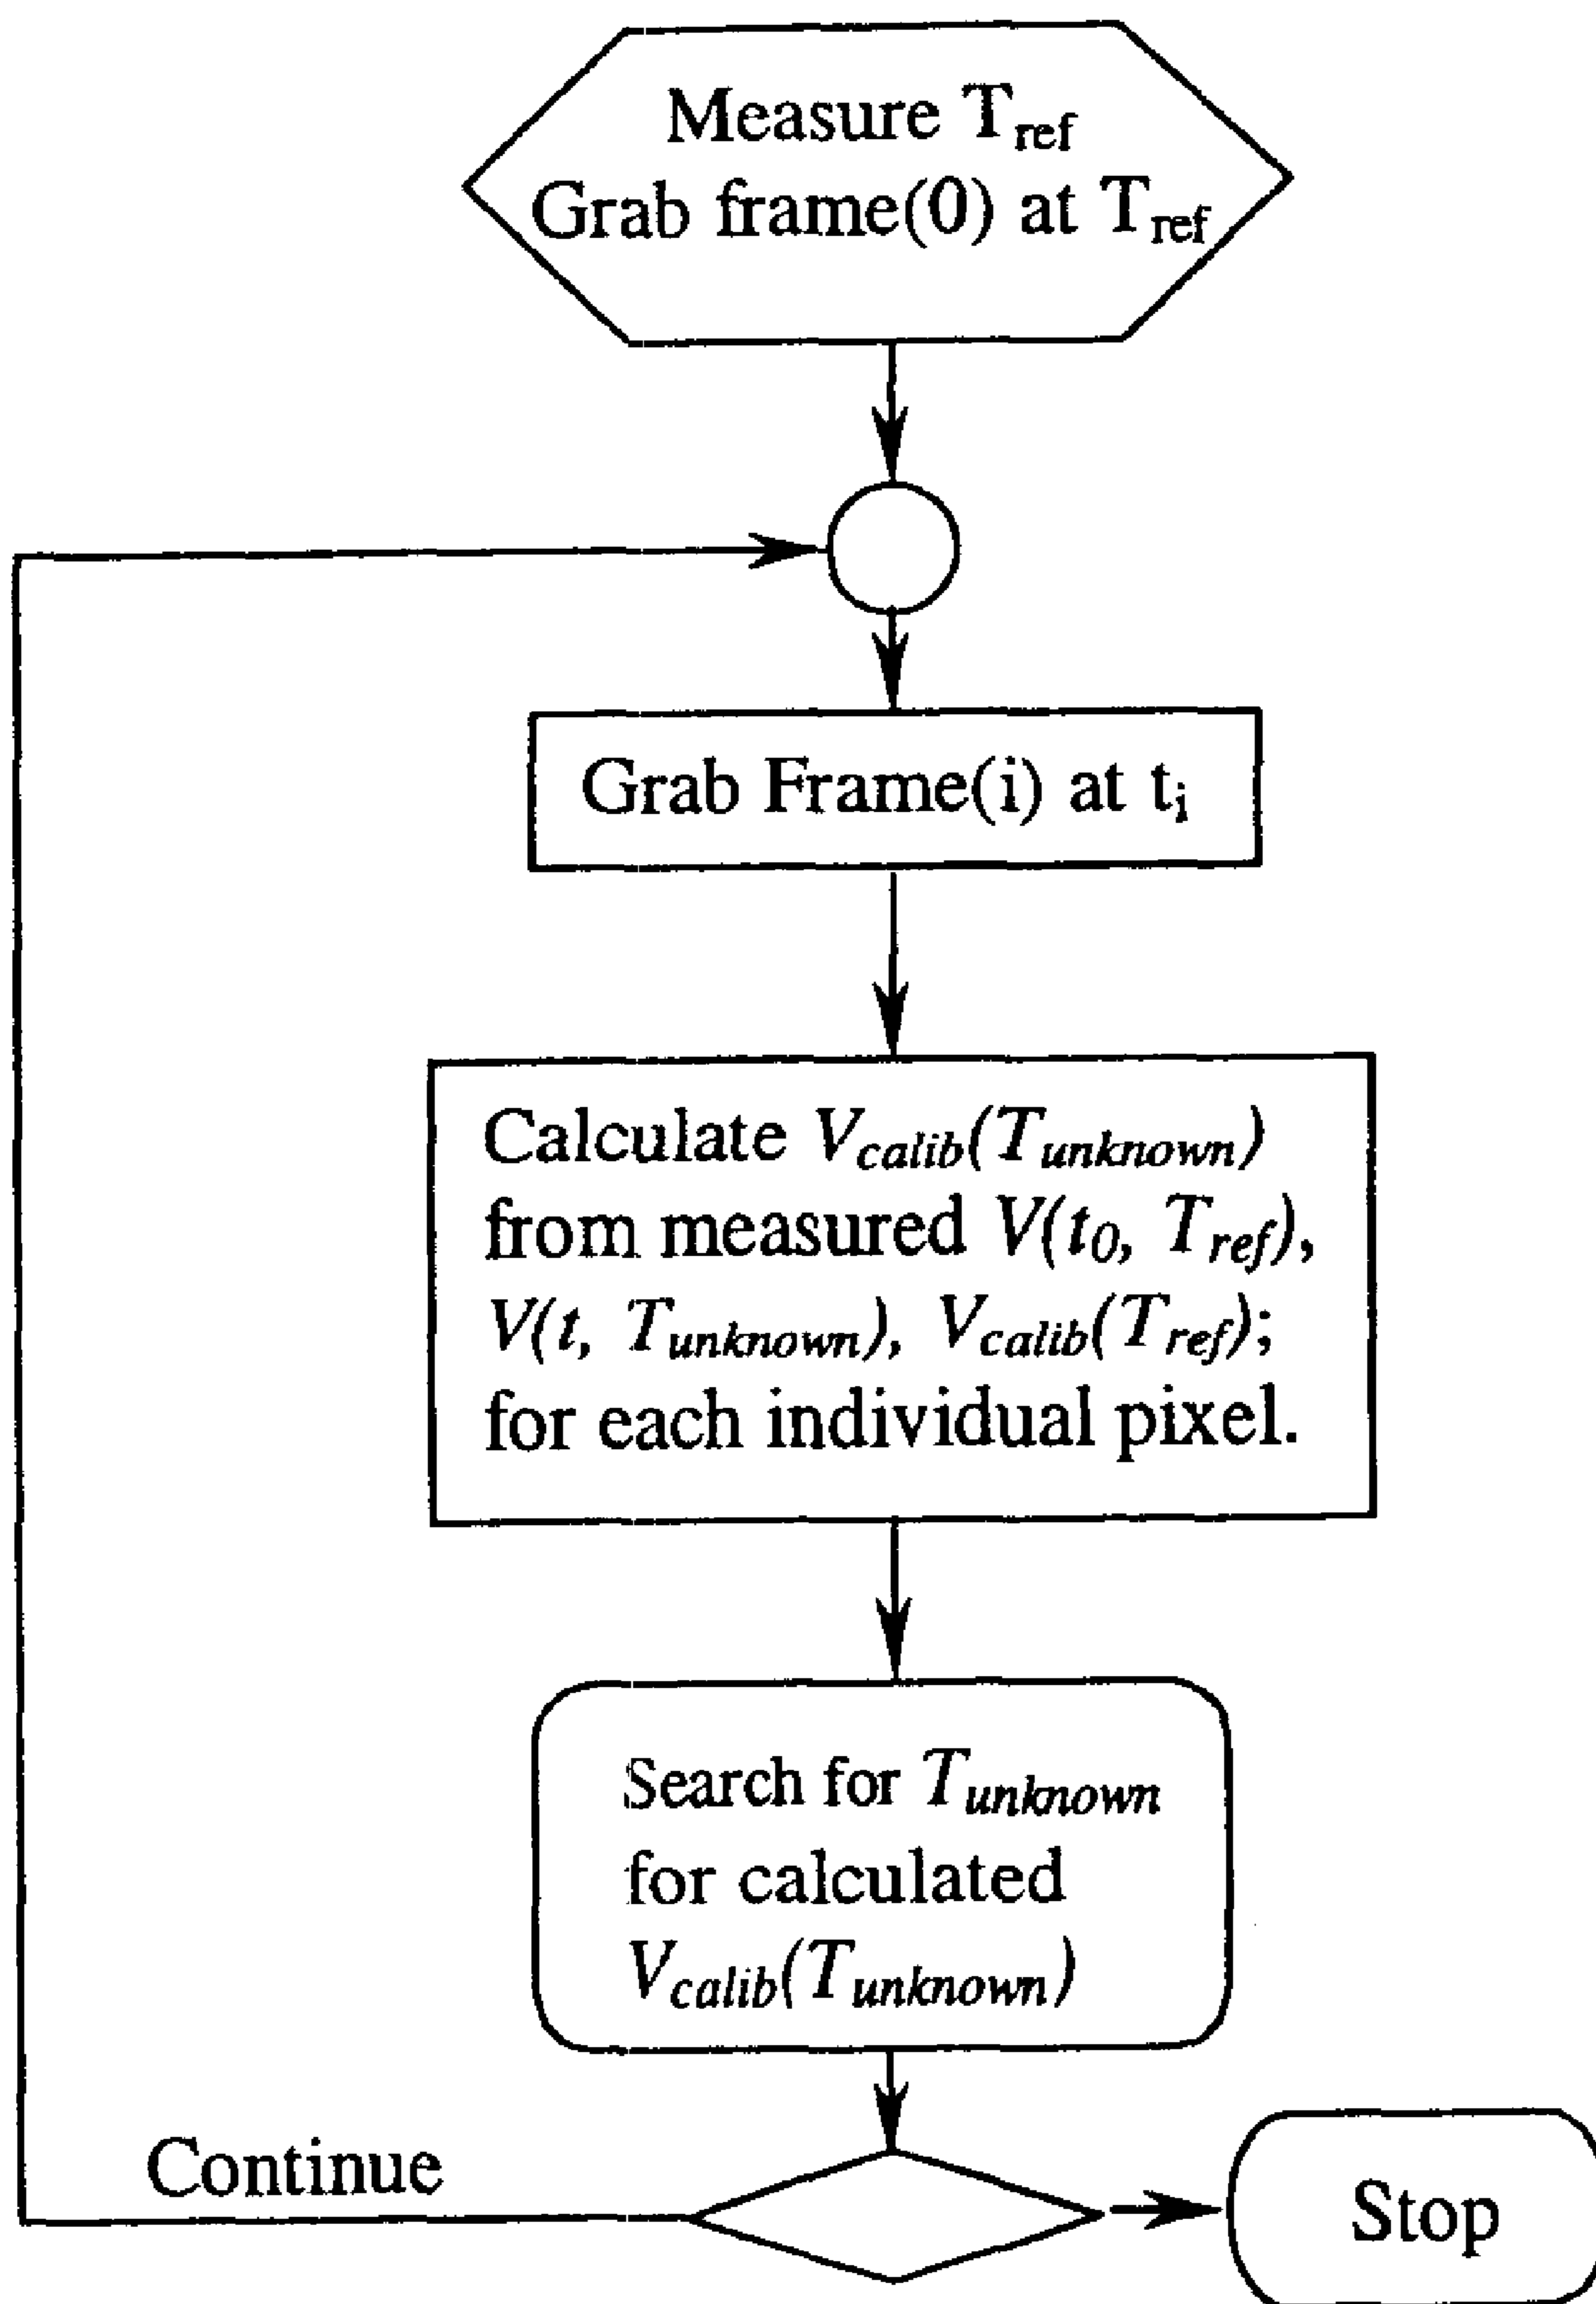 Measure T_ref
Grab frame(0) at T_ref
Grab Frame(i) at t_i
Calculate V_calib(T_unknown)
from measured V(t_0, T_ref),
V(t, T_unknown), V_calib(T_ref);
for each individual pixel.
Search for T_unknown
for calculated
V_calib(T_unknown)
Continue
Stop